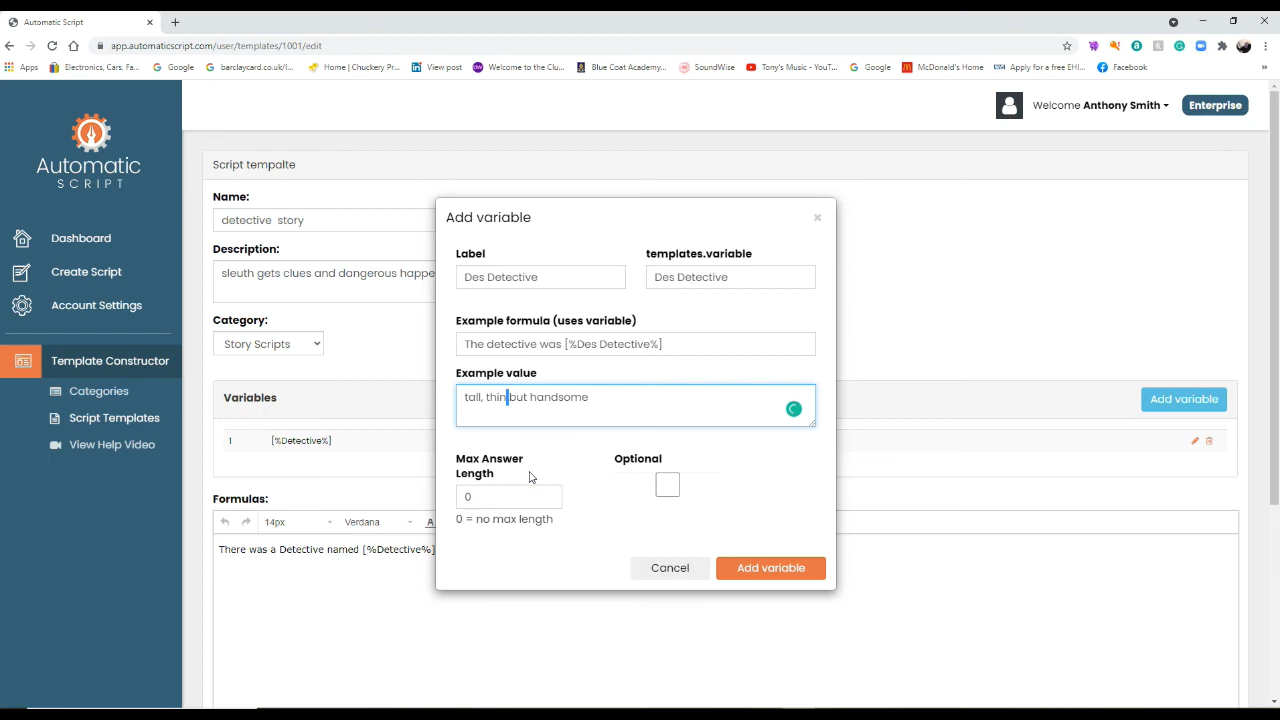 Automatic Script
app.automaticscript.com/user/templates/1001/edit
Apps
Electronics, Cars, Fa...
Google
barclaycard.co.uk/l...
Home | Chuckery Pr...
View post
Welcome to the Clu...
Blue Coat Academy...
SoundWise
Tony's Music - YouT...
Google
McDonald's Home
Apply for a free EHI...
Facebook
»
Automatic
SCRIPT
Welcome Anthony Smith
Enterprise
Dashboard
Create Script
Account Settings
Template Constructor
Categories
Script Templates
View Help Video
Script tempalte
Name:
detective story
Description:
sleuth gets clues and dangerous happe
Category:
Story Scripts
Variables
Add variable
1 [%Detective%]
Formulas:
14px Verdana A
There was a Detective named [%Detective%]
Add variable
×
Label
templates.variable
Des Detective
Des Detective
Example formula (uses variable)
The detective was [%Des Detective%]
Example value
tall, thin but handsome
Max Answer
Length
Optional
0
0 = no max length
Cancel
Add variable